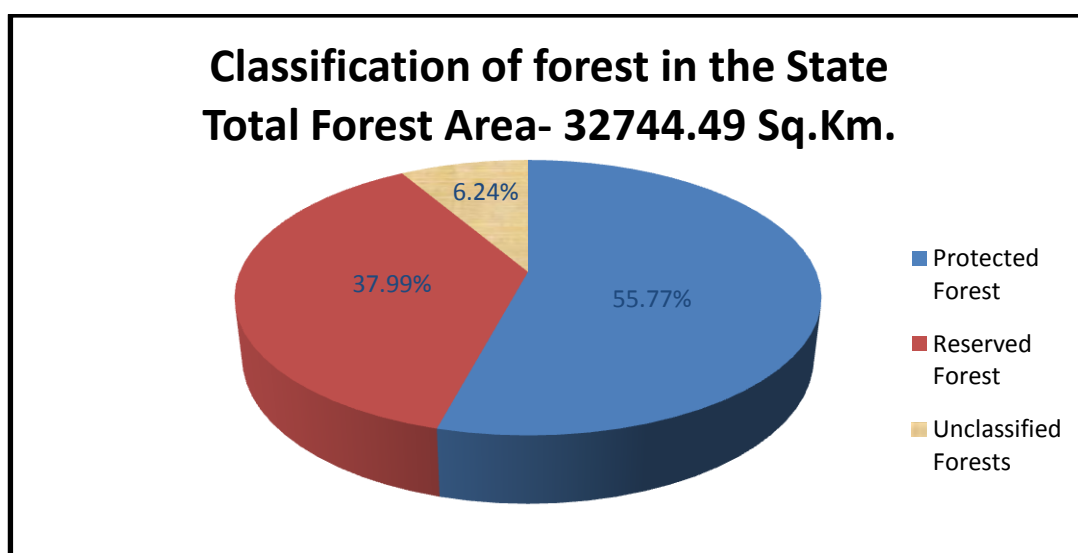 Classification of forest in the State
Total Forest Area- 32744.49 Sq.Km.
6.24%
37.99%
55.77%
Protected
Forest
Reserved
Forest
Unclassified
Forests